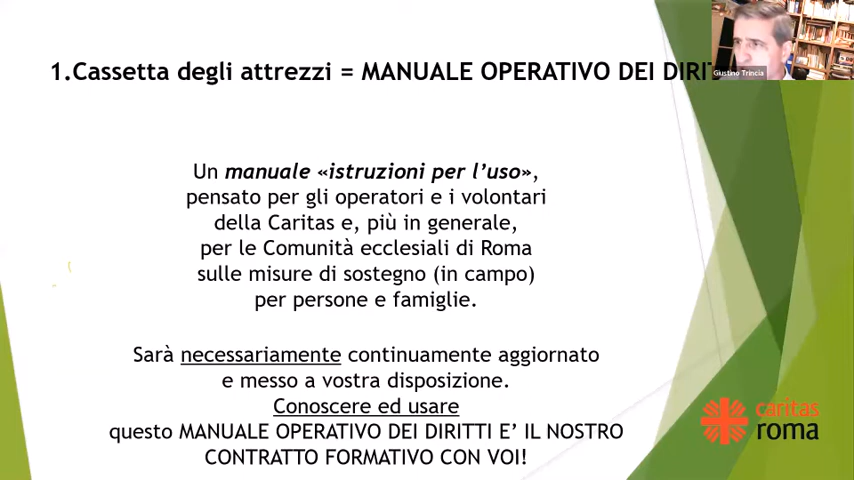 1.Cassetta degli attrezzi = MANUALE OPERATIVO DEI
Giustino Trincia
Un manuale «istruzioni per l’uso»,
pensato per gli operatori e i volontari
della Caritas e, più in generale,
per le Comunità ecclesiali di Roma
sulle misure di sostegno (in campo)
per persone e famiglie.
Sarà necessariamente continuamente aggiornato
e messo a vostra disposizione.
Conoscere ed usare
questo MANUALE OPERATIVO DEI DIRITTI E’ IL NOSTRO
CONTRATTO FORMATIVO CON VOI!
caritas
roma